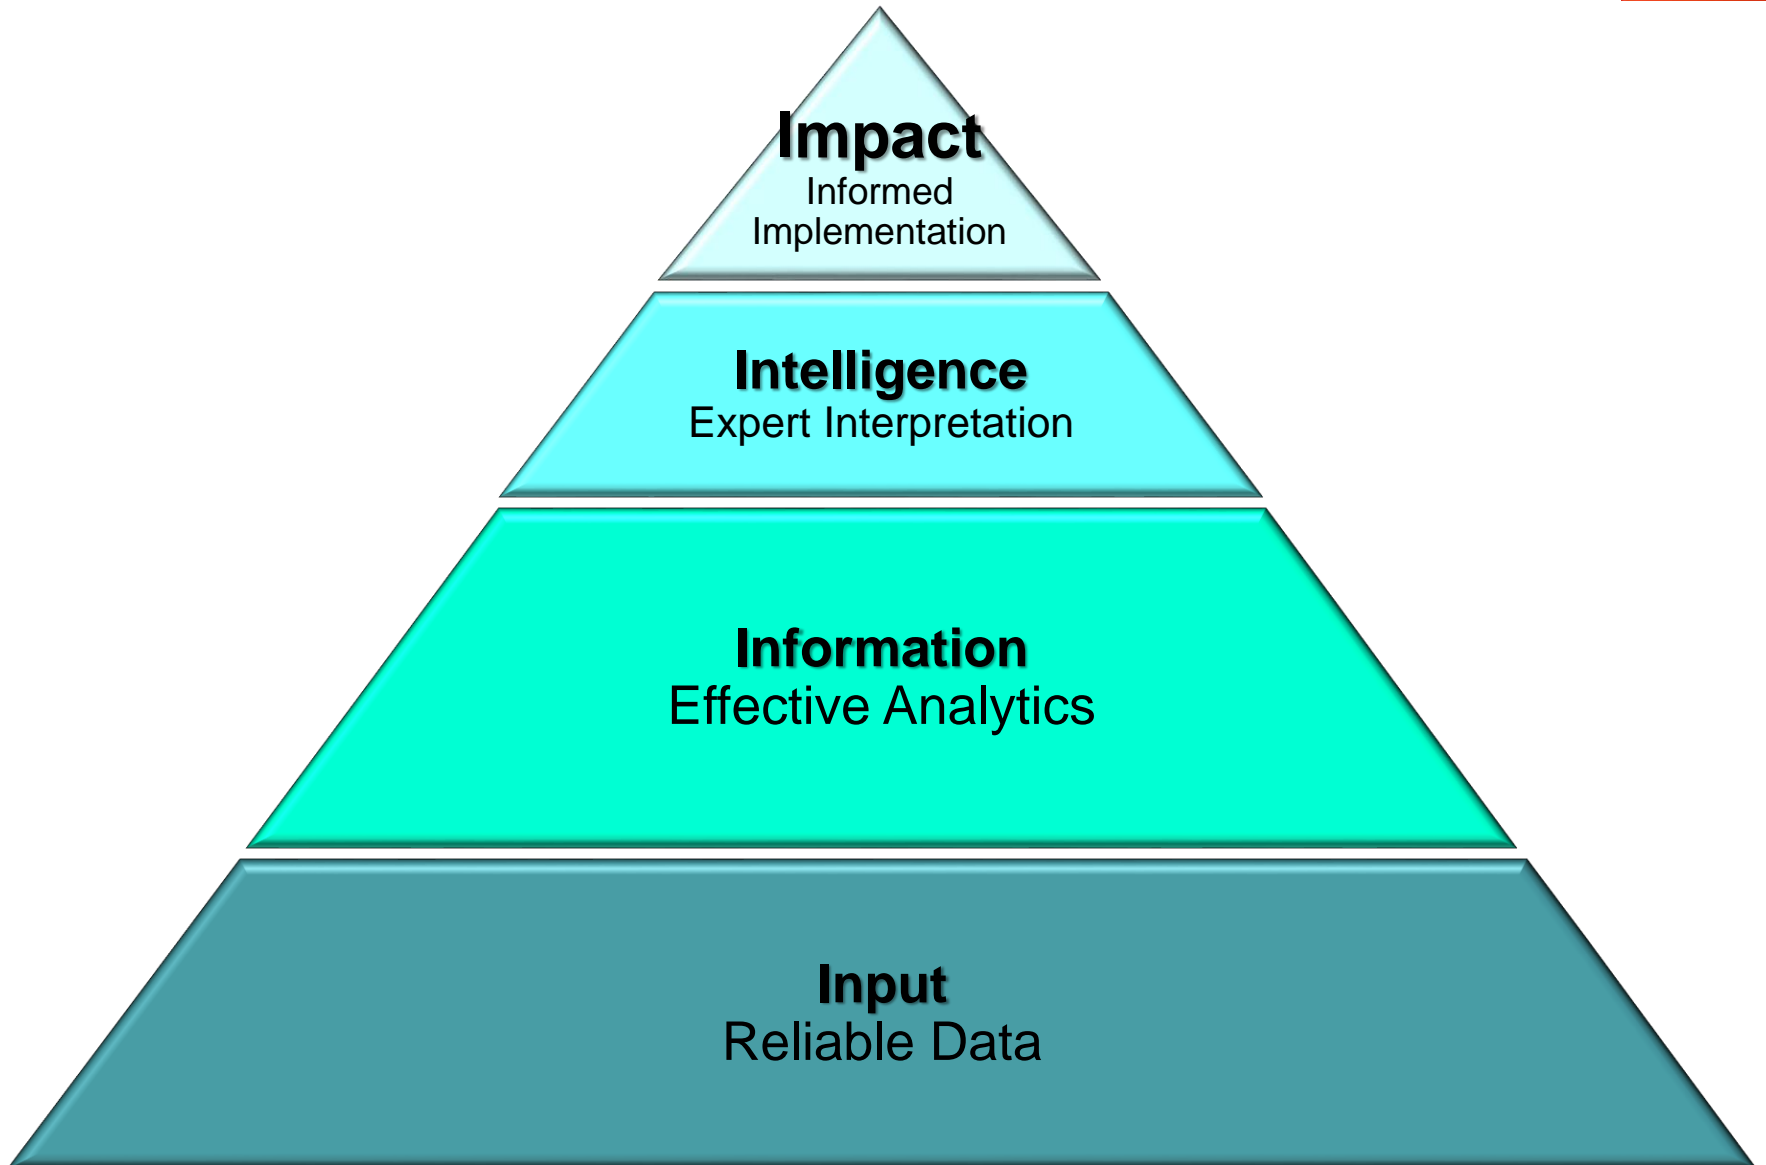 Impact
Informed
Implementation
Intelligence
Expert Interpretation
Information
Effective Analytics
Input
Reliable Data